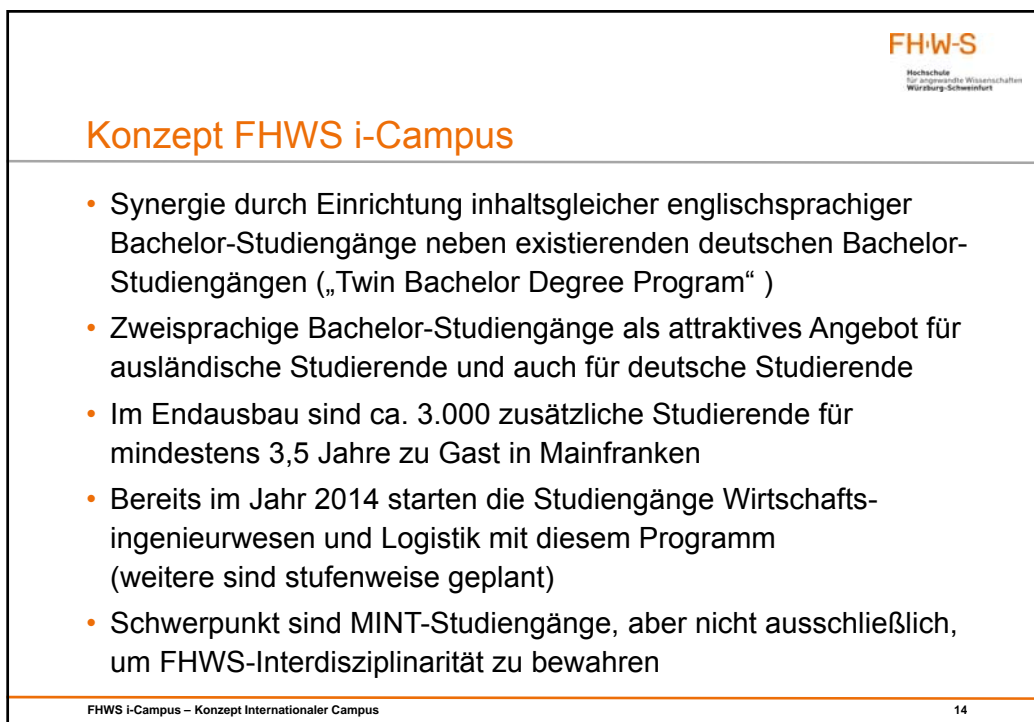 FH·W-S
Hochschule
für angewandte Wissenschaften
Würzburg-Schweinfurt
Konzept FHWS i-Campus
• Synergie durch Einrichtung inhaltsgleicher englischsprachiger
Bachelor-Studiengänge neben existierenden deutschen Bachelor-
Studiengängen („Twin Bachelor Degree Program“ )
• Zweisprachige Bachelor-Studiengänge als attraktives Angebot für
ausländische Studierende und auch für deutsche Studierende
• Im Endausbau sind ca. 3.000 zusätzliche Studierende für
mindestens 3,5 Jahre zu Gast in Mainfranken
• Bereits im Jahr 2014 starten die Studiengänge Wirtschafts-
ingenieurwesen und Logistik mit diesem Programm
(weitere sind stufenweise geplant)
• Schwerpunkt sind MINT-Studiengänge, aber nicht ausschließlich,
um FHWS-Interdisziplinarität zu bewahren
FHWS i-Campus – Konzept Internationaler Campus 14